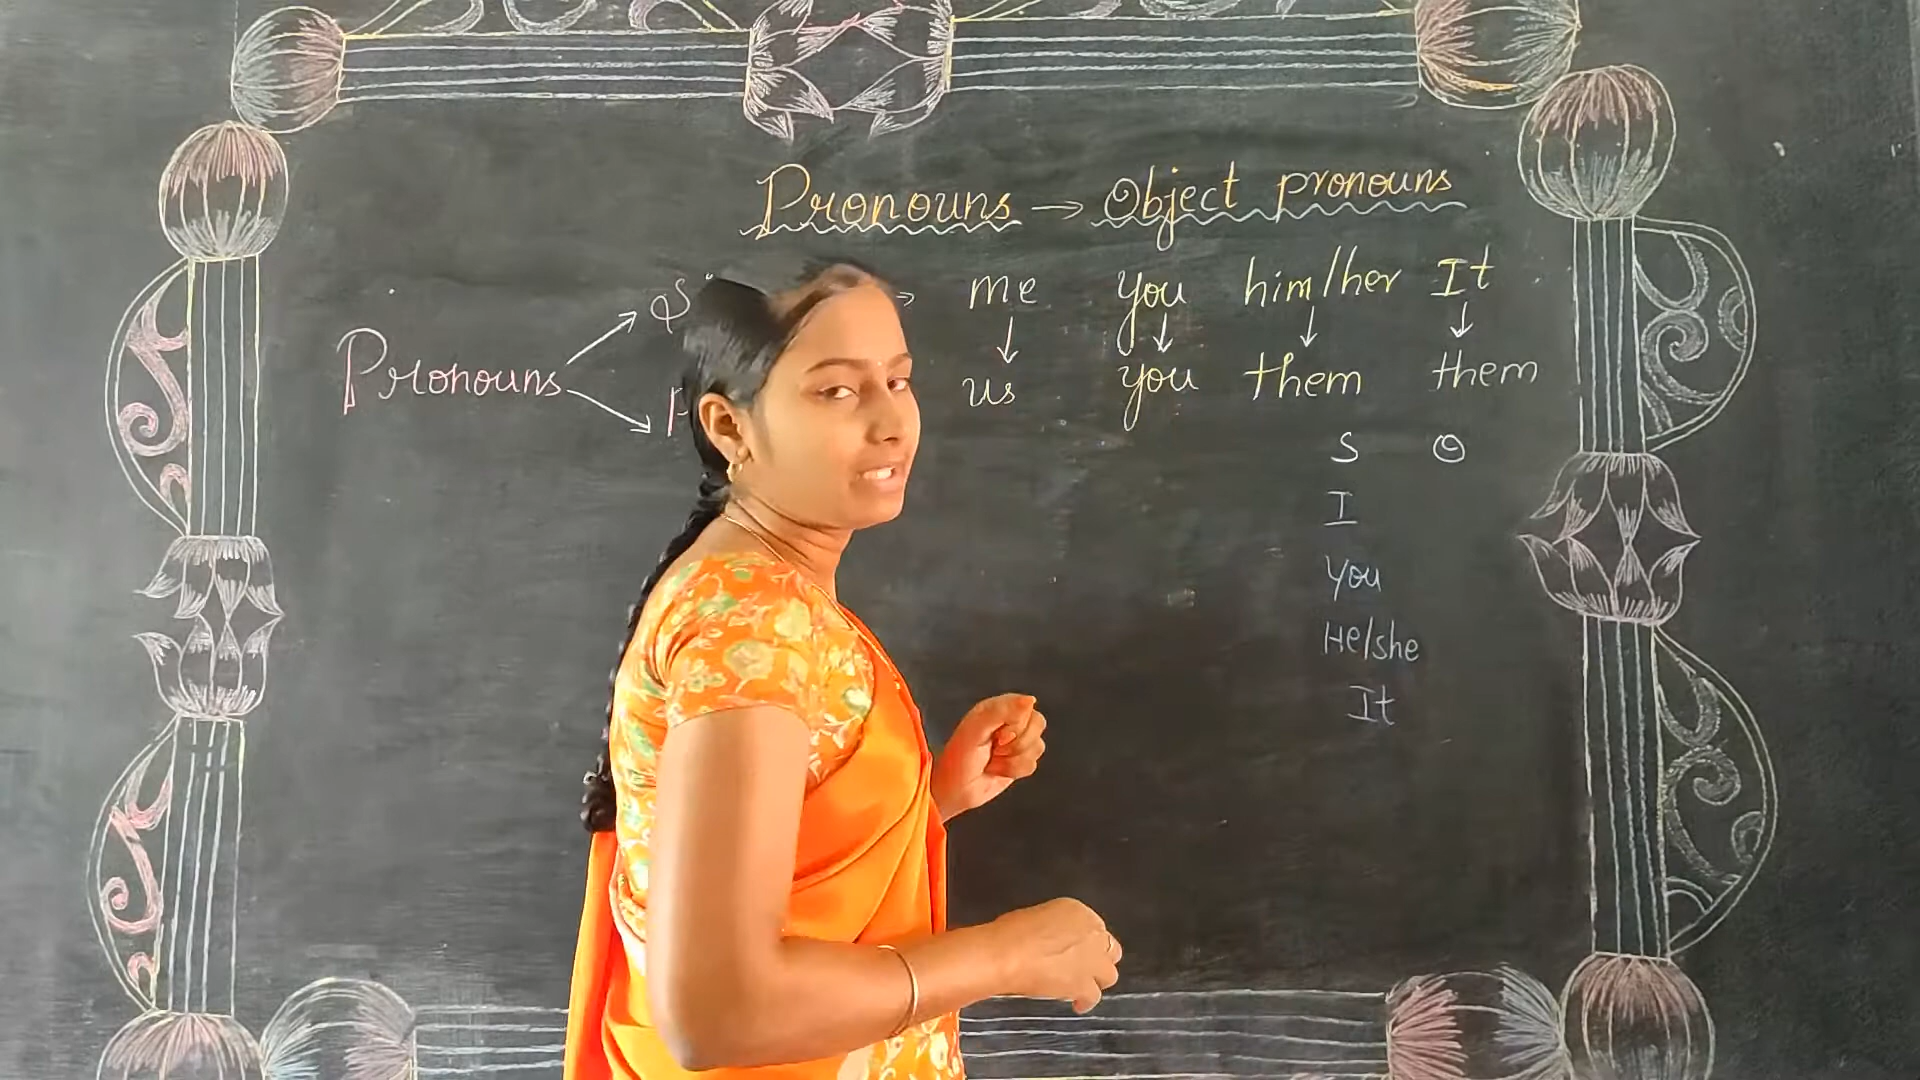 Pronouns → Object pronouns
Pronouns
me you him/her It
us you them them
S O
I
You
He/she
It